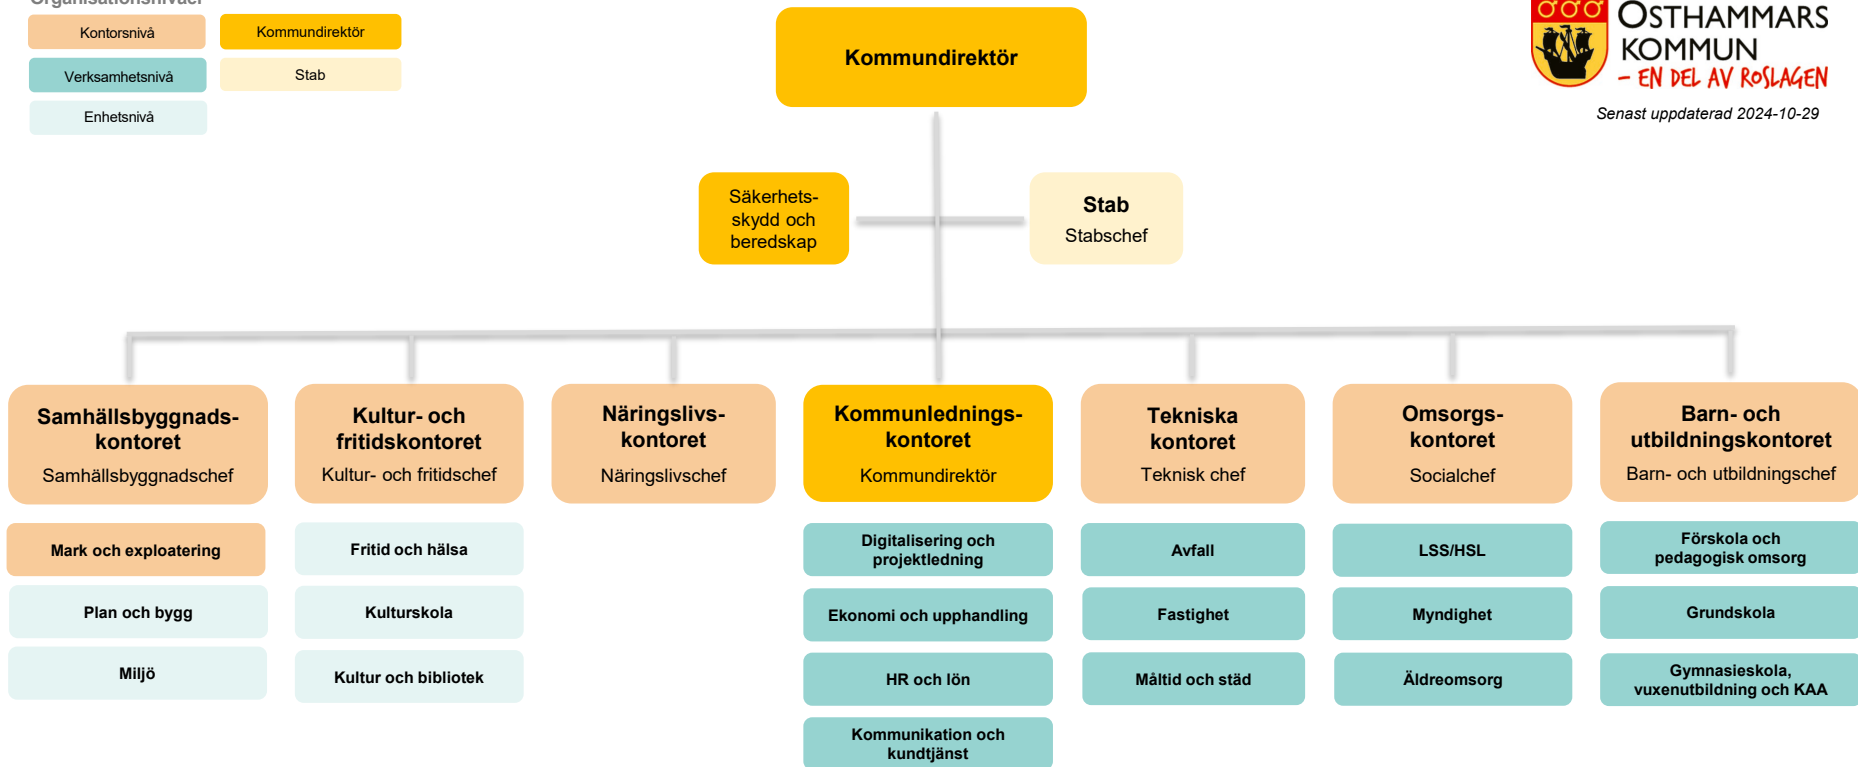 Organisationsnivåer
Kontorsnivå
Kommundirektör
Verksamhetsnivå
Stab
Enhetsnivå
Kommundirektör
ÖSTHAMMARS
KOMMUN
– EN DEL AV ROSLAGEN
Senast uppdaterad 2024-10-29
Säkerhets-
skydd och
beredskap
Stab
Stabschef
Samhällsbyggnads-
kontoret
Samhällsbyggnadschef
Mark och exploatering
Plan och bygg
Miljö
Kultur- och
fritidskontoret
Kultur- och fritidschef
Fritid och hälsa
Kulturskola
Kultur och bibliotek
Näringslivs-
kontoret
Näringslivschef
Kommunlednings-
kontoret
Kommundirektör
Digitalisering och
projektledning
Ekonomi och upphandling
HR och lön
Kommunikation och
kundtjänst
Tekniska
kontoret
Teknisk chef
Avfall
Fastighet
Måltid och städ
Omsorgs-
kontoret
Socialchef
LSS/HSL
Myndighet
Äldreomsorg
Barn- och
utbildningskontoret
Barn- och utbildningschef
Förskola och
pedagogisk omsorg
Grundskola
Gymnasieskola,
vuxenutbildning och KAA